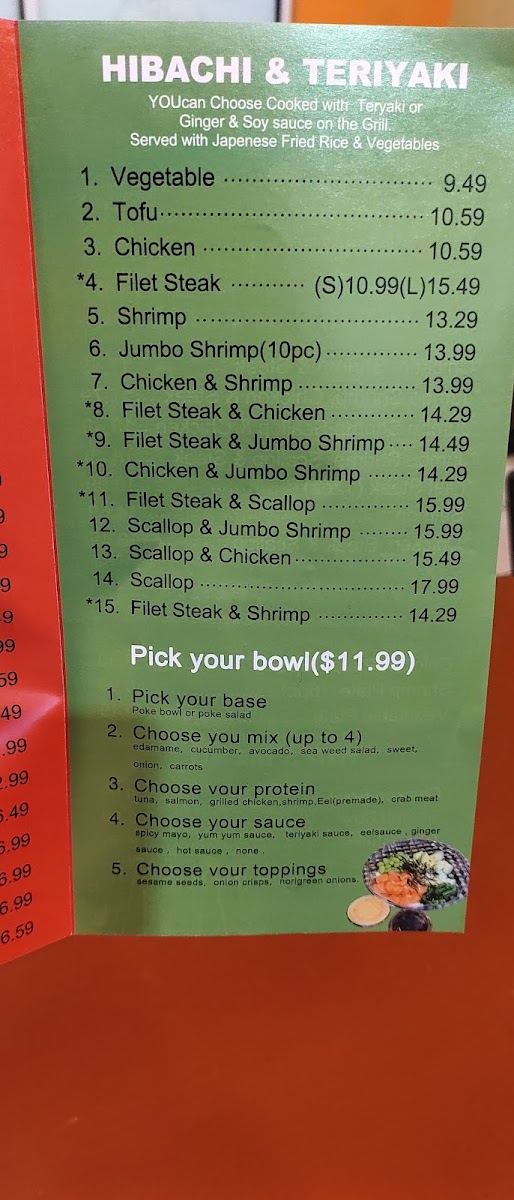 HIBACHI & TERIYAKI
YOUcan Choose Cooked with Teryaki or
Ginger & Soy sauce on the Grill.
Served with Japenese Fried Rice & Vegetables
1. Vegetable 9.49
2. Tofu 10.59
3. Chicken 10.59
*4. Filet Steak (S)10.99(L)15.49
5. Shrimp 13.29
6. Jumbo Shrimp(10pc) 13.99
7. Chicken & Shrimp 13.99
*8. Filet Steak & Chicken 14.29
*9. Filet Steak & Jumbo Shrimp 14.49
*10. Chicken & Jumbo Shrimp 14.29
*11. Filet Steak & Scallop 15.99
12. Scallop & Jumbo Shrimp 15.99
13. Scallop & Chicken 15.49
14. Scallop 17.99
*15. Filet Steak & Shrimp 14.29
Pick your bowl($11.99)
1. Pick your base
Poke bowl or poke salad
2. Choose you mix (up to 4)
edamame, cucumber, avocado, sea weed salad, sweet,
onion, carrots
3. Choose your protein
tuna, salmon, grilled chicken,shrimp,Eel(premade), crab meat
4. Choose your sauce
spicy mayo, yum yum sauce, teriyaki sauce, eelsauce , ginger
sauce , hot sauce , none .
5. Choose your toppings
sesame seeds, onion crisps, norigreen onions.